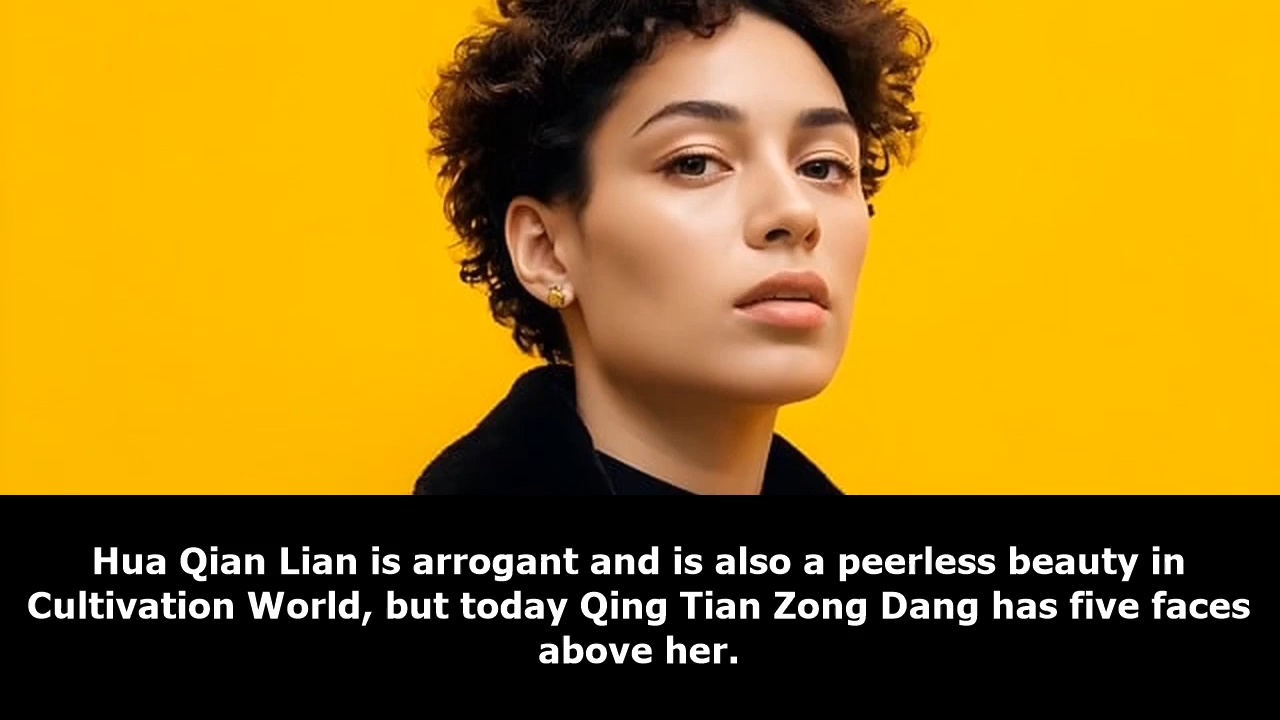 Hua Qian Lian is arrogant and is also a peerless beauty in
Cultivation World, but today Qing Tian Zong Dang has five faces
above her.